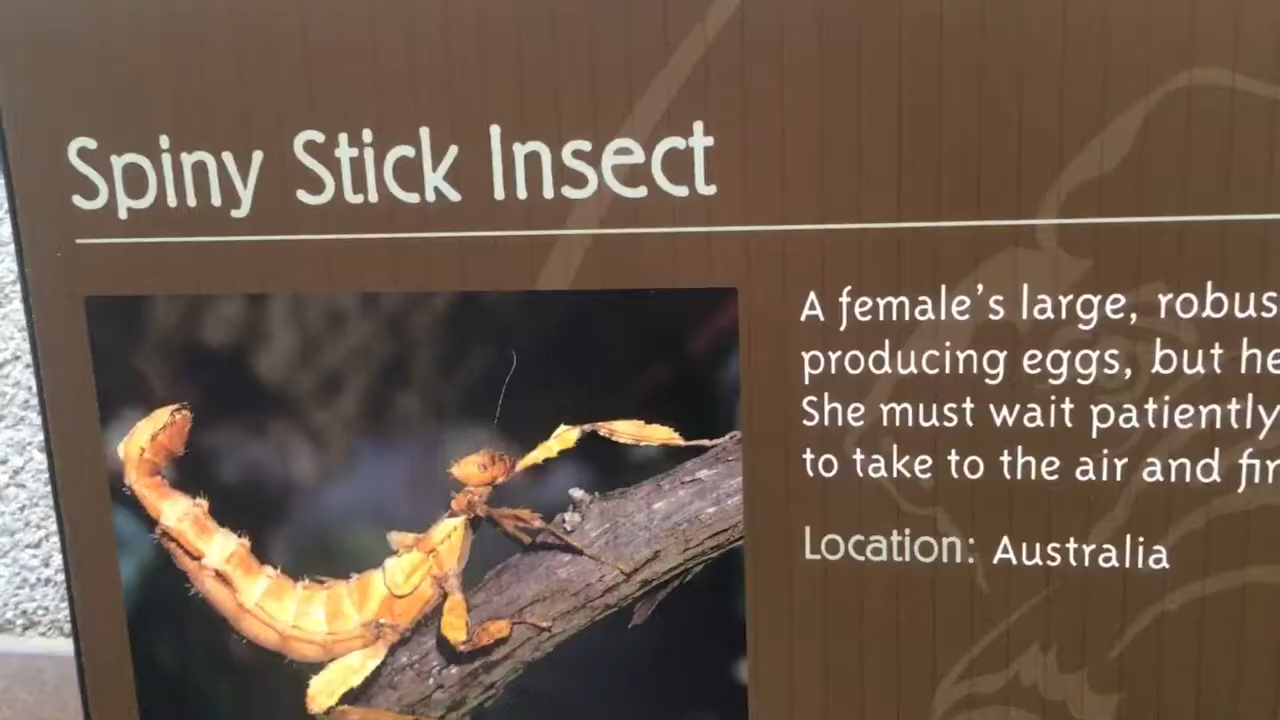 Spiny Stick Insect
A female's large,
producing eggs, but
She must wait patiently
to take to the air and
Location: Australia